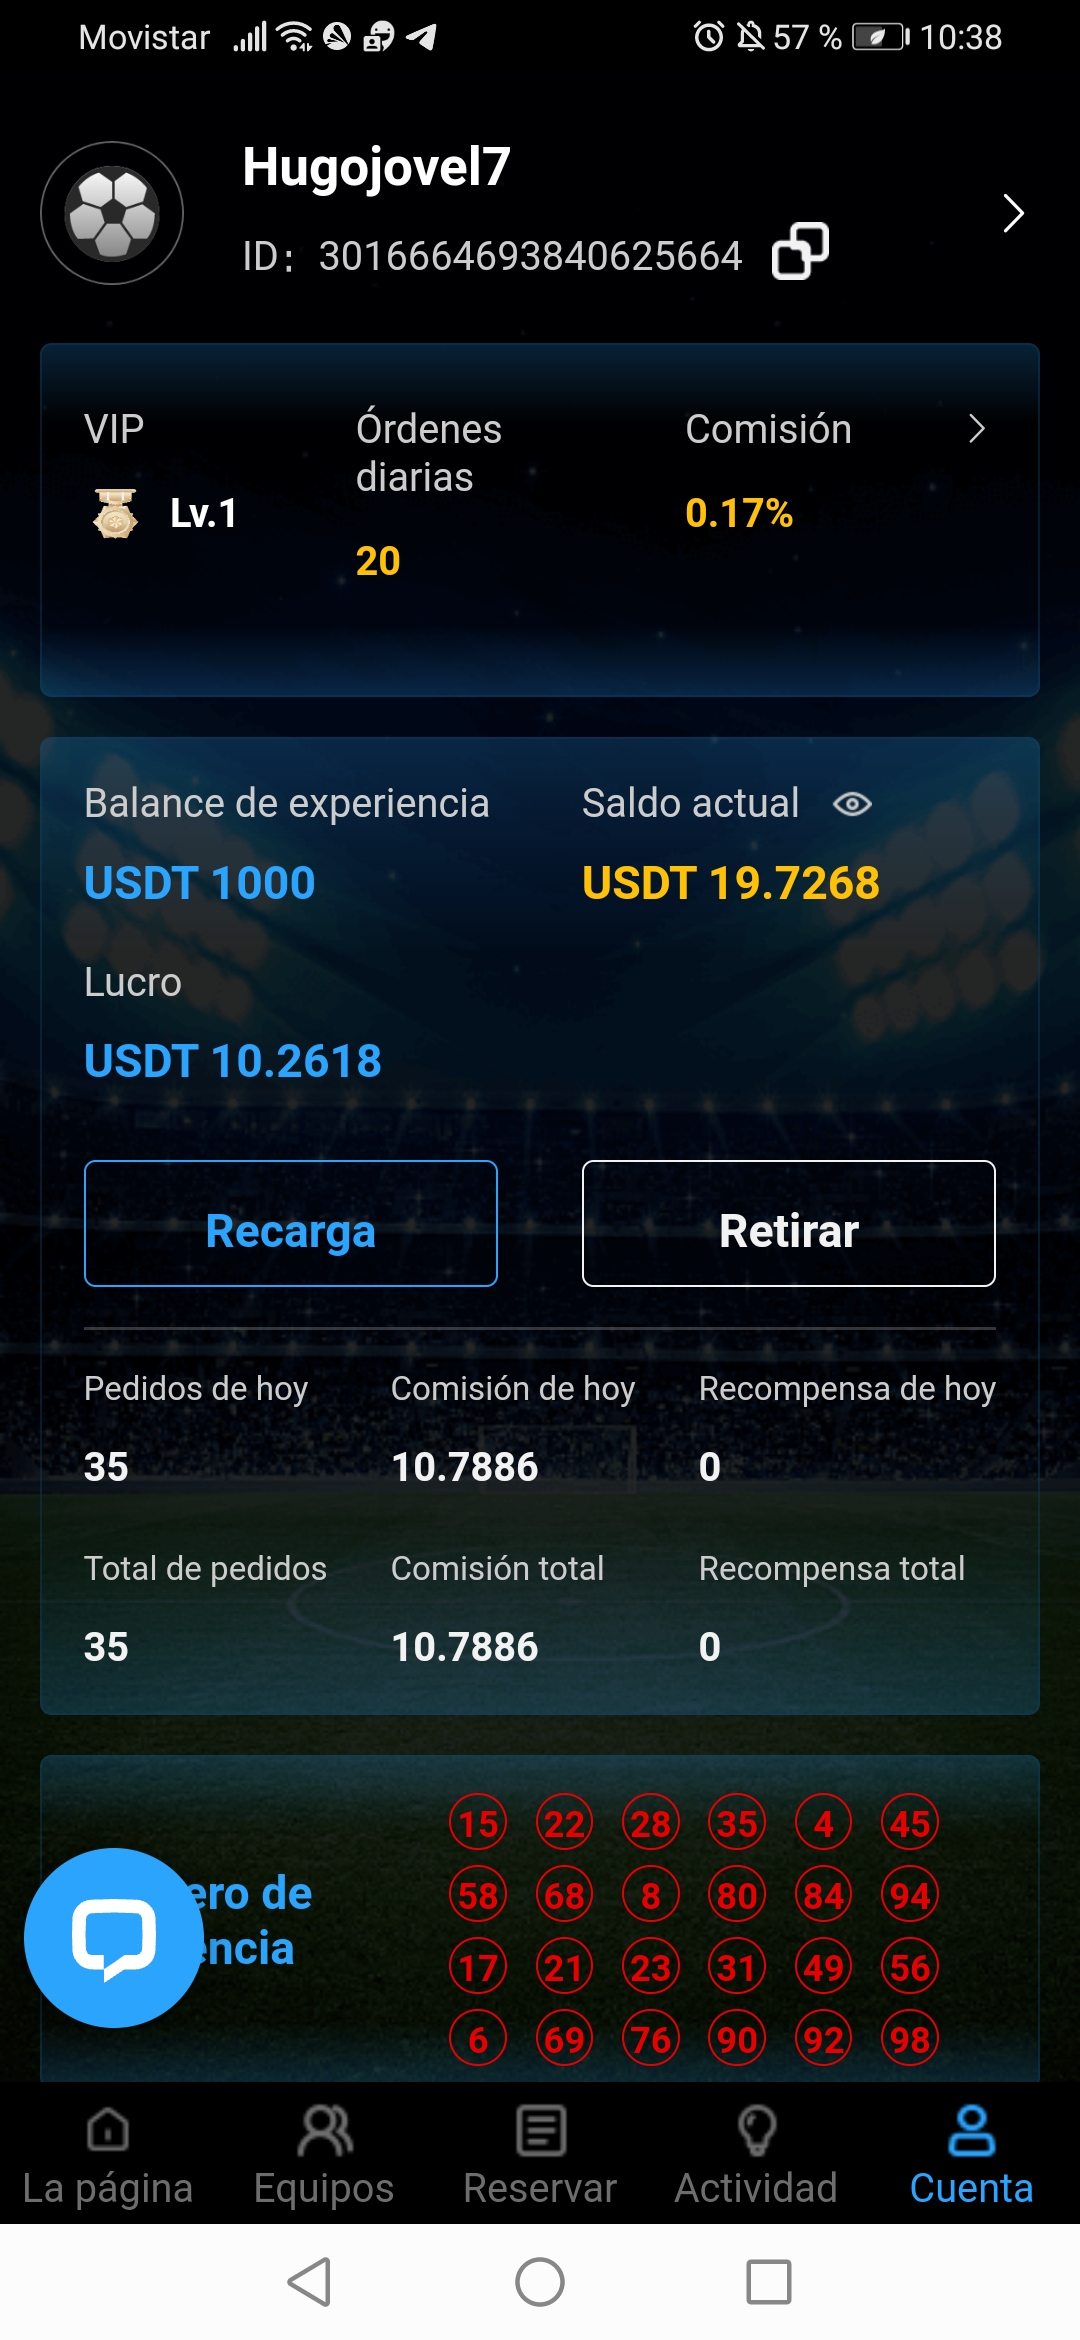 Movistar 57 % 10:38
Hugojovel7
ID: 3016664693840625664
VIP Órdenes diarias Comisión
Lv.1 20 0.17%
Balance de experiencia Saldo actual
USDT 1000 USDT 19.7268
Lucro
USDT 10.2618
Recarga Retirar
Pedidos de hoy Comisión de hoy Recompensa de hoy
35 10.7886 0
Total de pedidos Comisión total Recompensa total
35 10.7886 0
15 22 28 35 4 45
ero de 58 68 8 80 84 94
encia 17 21 23 31 49 56
6 69 76 90 92 98
La página Equipos Reservar Actividad Cuenta